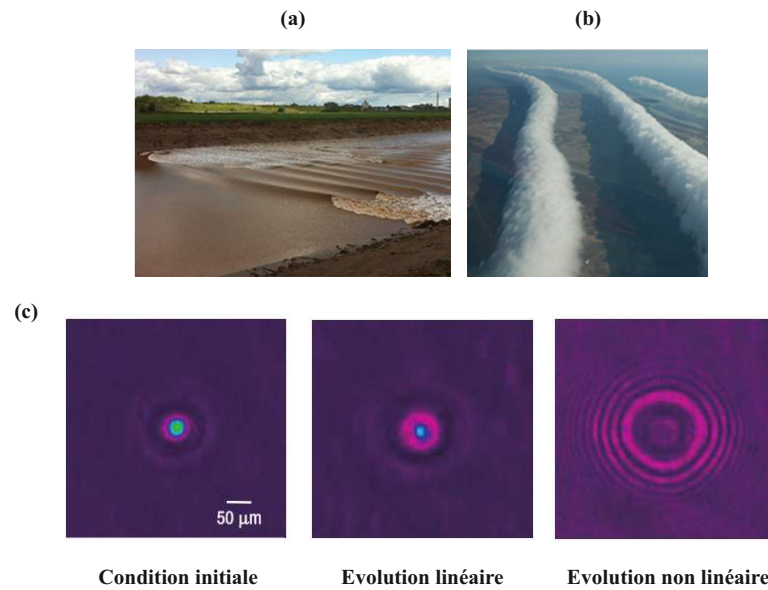 (a)
(b)
(c)
50 μm
Condition initiale
Evolution linéaire
Evolution non linéaire